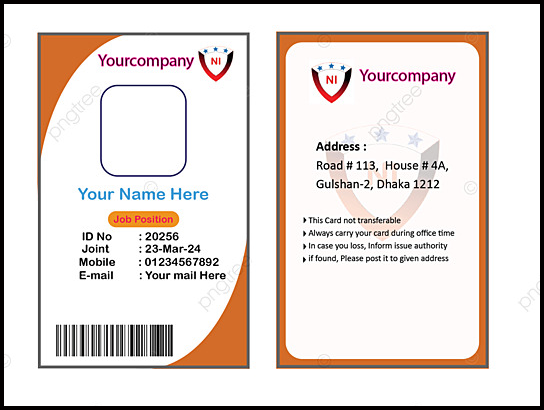 Yourcompany
NI
Your Name Here
Job Position
ID No : 20256
Joint : 23-Mar-24
Mobile : 01234567892
E-mail : Your mail Here
NI
Yourcompany
NI
Address :
Road # 113, House # 4A,
Gulshan-2, Dhaka 1212
This Card not transferable
Always carry your card during office time
In case you loss, Inform issue authority
if found, Please post it to given address
pngtree
pngtree
pngtree
pngtree
pngtree